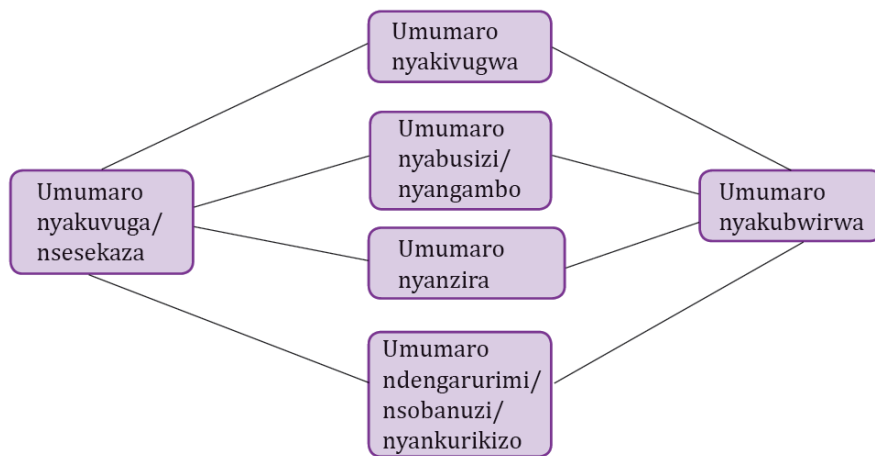 Umumaro
nyakivugwa
Umumaro
nyabusizi/
nyangambo
Umumaro
nyakuvuga/
nsesekaza
Umumaro
nyakubwirwa
Umumaro
nyanzira
Umumaro
ndengarurimi/
nsobanuzi/
nyankurikizo